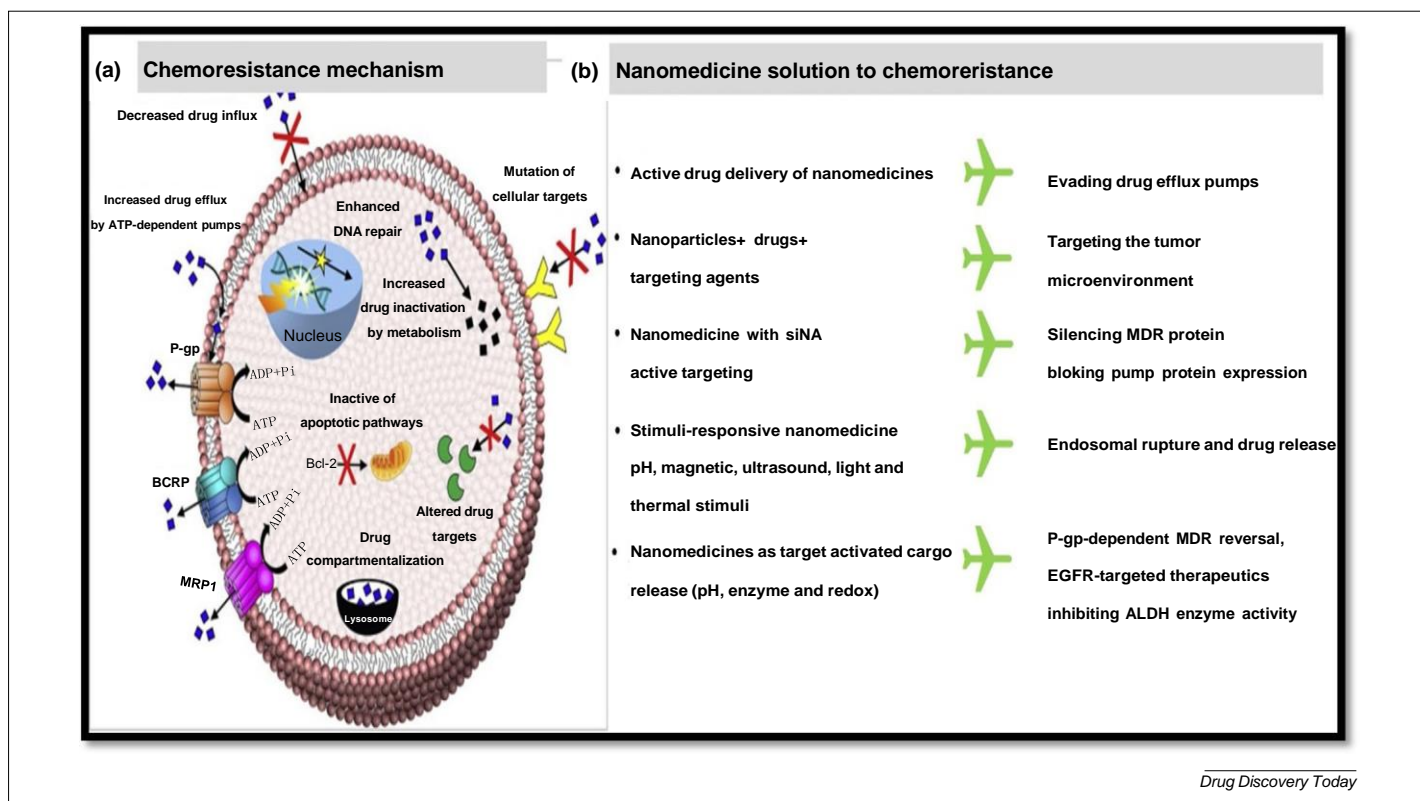 (a) Chemoresistance mechanism
Decreased drug influx
Increased drug efflux
by ATP-dependent pumps
Mutation of
cellular targets
Enhanced
DNA repair
Increased
drug inactivation
by metabolism
Nucleus
P-gp
ADP+Pi
ATP
Inactive of
apoptotic pathways
Bcl-2
BCRP
ADP+Pi
ATP
Altered drug
targets
MRP1
ADP+Pi
ATP
Drug
compartmentalization
Lysosome
(b) Nanomedicine solution to chemoreristance
• Active drug delivery of nanomedicines
Evading drug efflux pumps
• Nanoparticles+ drugs+
targeting agents
Targeting the tumor
microenvironment
• Nanomedicine with siNA
active targeting
Silencing MDR protein
bloking pump protein expression
• Stimuli-responsive nanomedicine
pH, magnetic, ultrasound, light and
thermal stimuli
Endosomal rupture and drug release
• Nanomedicines as target activated cargo
release (pH, enzyme and redox)
P-gp-dependent MDR reversal,
EGFR-targeted therapeutics
inhibiting ALDH enzyme activity
Drug Discovery Today